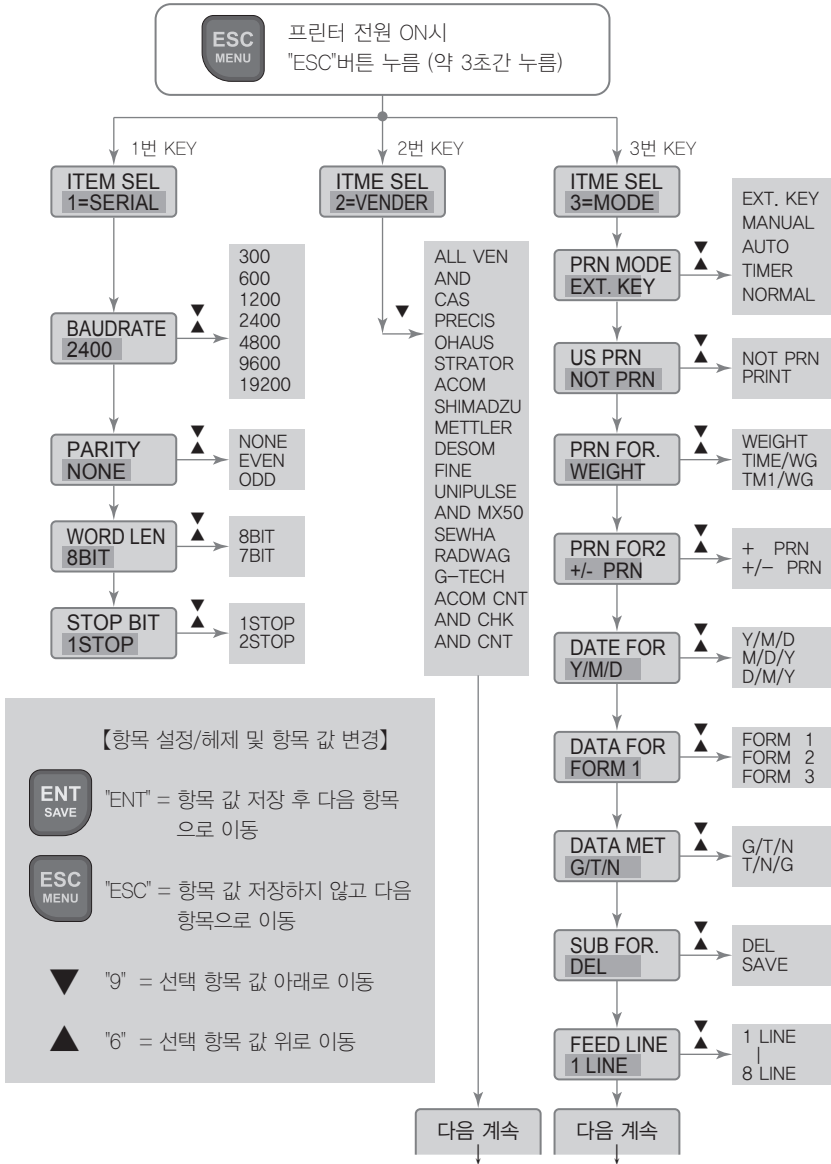 ESC
MENU
프린터 전원 ON시
"ESC"버튼 누름 (약 3초간 누름)
1번 KEY
2번 KEY
3번 KEY
ITEM SEL
1=SERIAL
BAUDRATE
2400
300
600
1200
2400
4800
9600
19200
PARITY
NONE
NONE
EVEN
ODD
WORD LEN
8BIT
8BIT
7BIT
STOP BIT
1STOP
1STOP
2STOP
ITME SEL
2=VENDER
▼
ALL VEN
AND
CAS
PRECIS
OHAUS
STRATOR
ACOM
SHIMADZU
METTLER
DESOM
FINE
UNIPULSE
AND MX50
SEWHA
RADWAG
G-TECH
ACOM CNT
AND CHK
AND CNT
다음 계속
ITME SEL
3=MODE
PRN MODE
EXT. KEY
EXT. KEY
MANUAL
AUTO
TIMER
NORMAL
US PRN
NOT PRN
NOT PRN
PRINT
PRN FOR.
WEIGHT
WEIGHT
TIME/WG
TM1/WG
PRN FOR2
+/- PRN
+ PRN
+/- PRN
DATE FOR
Y/M/D
Y/M/D
M/D/Y
D/M/Y
DATA FOR
FORM 1
FORM 1
FORM 2
FORM 3
DATA MET
G/T/N
G/T/N
T/N/G
SUB FOR.
DEL
DEL
SAVE
FEED LINE
1 LINE
1 LINE
|
8 LINE
다음 계속
【항목 설정/헤제 및 항목 값 변경】
ENT
SAVE
"ENT" = 항목 값 저장 후 다음 항목
으로 이동
ESC
MENU
"ESC" = 항목 값 저장하지 않고 다음
항목으로 이동
▼ "9" = 선택 항목 값 아래로 이동
▲ "6" = 선택 항목 값 위로 이동